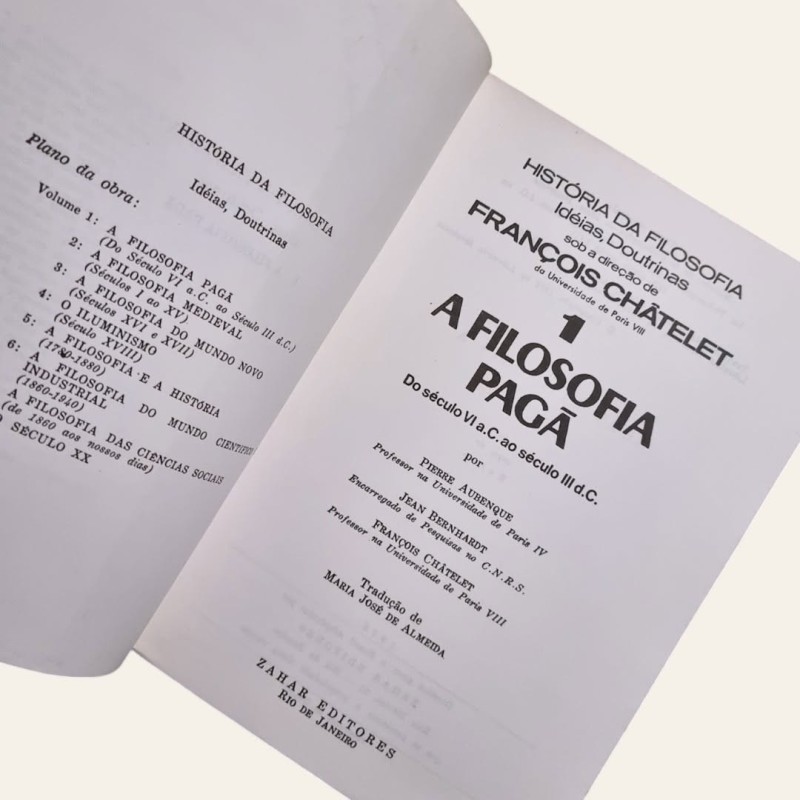 HISTÓRIA DA FILOSOFIA
Idéias, Doutrinas
Plano da obra:
Volume 1: A FILOSOFIA PAGÃ
(Do Século VI a.C. ao Século III d.C.)
2: A FILOSOFIA MEDIEVAL
(Séculos I ao XV)
3: A FILOSOFIA DO MUNDO NOVO
(Séculos XVI e XVII)
4: O ILUMINISMO
(Século XVIII)
5: A FILOSOFIA E A HISTÓRIA
(1780-1880)
6: A FILOSOFIA DO MUNDO CIENTÍFICO
INDUSTRIAL
(1860-1940)
A FILOSOFIA DAS CIÊNCIAS SOCIAIS
(de 1860 aos nossos dias)
SÉCULO XX
HISTÓRIA DA FILOSOFIA
Idéias, Doutrinas
sob a direção de
FRANÇOIS CHÂTELET
da Universidade de Paris VIII
1
A FILOSOFIA
PAGÃ
Do século VI a.C. ao século III d.C.
por
PIERRE AUBENQUE
Professor na Universidade de Paris IV
JEAN BERNHARDT
Encarregado de Pesquisas no C.N.R.S.
FRANÇOIS CHÂTELET
Professor na Universidade de Paris VIII
Tradução de
MARIA JOSÉ DE ALMEIDA
ZAHAR EDITORES
RIO DE JANEIRO